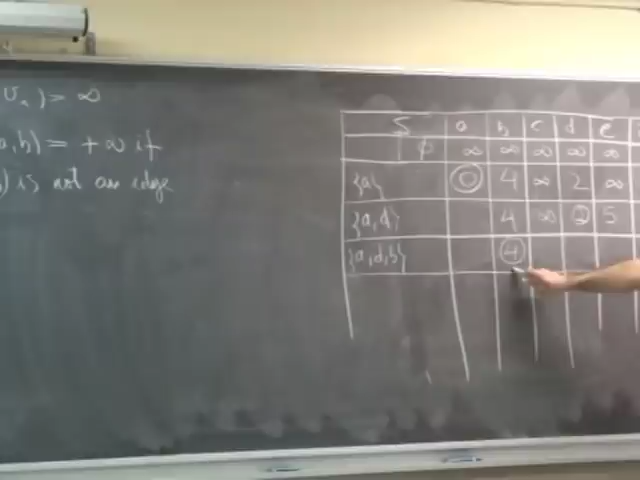 ) = ∞
a, b) = + ∞ if
) is not an edge
S a b c d e
φ ∞ ∞ ∞ ∞ ∞
{a} 0 4 ∞ 2 ∞
{a,d} 4 ∞ 2 5
{a,d,b} 4